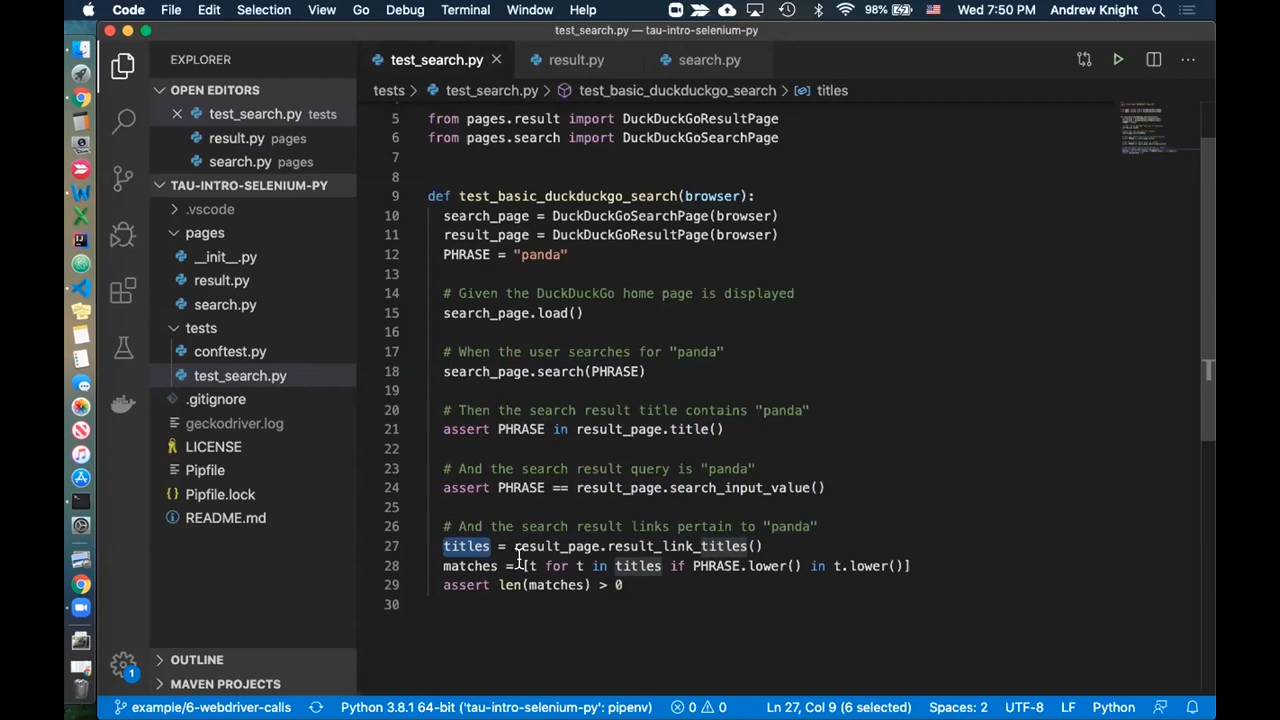 Code File Edit Selection View Go Debug Terminal Window Help 98% Wed 7:50 PM Andrew Knight
test_search.py — tau-intro-selenium-py
EXPLORER
test_search.py
result.py
search.py
OPEN EDITORS
test_search.py tests
result.py pages
search.py pages
TAU-INTRO-SELENIUM-PY
.vscode
pages
__init__.py
result.py
search.py
tests
conftest.py
test_search.py
.gitignore
geckodriver.log
LICENSE
Pipfile
Pipfile.lock
README.md
OUTLINE
MAVEN PROJECTS
tests > test_search.py > test_basic_duckduckgo_search > titles
5 from pages.result import DuckDuckGoResultPage
6 from pages.search import DuckDuckGoSearchPage
7
8
9 def test_basic_duckduckgo_search(browser):
10 search_page = DuckDuckGoSearchPage(browser)
11 result_page = DuckDuckGoResultPage(browser)
12 PHRASE = "panda"
13
14 # Given the DuckDuckGo home page is displayed
15 search_page.load()
16
17 # When the user searches for "panda"
18 search_page.search(PHRASE)
19
20 # Then the search result title contains "panda"
21 assert PHRASE in result_page.title()
22
23 # And the search result query is "panda"
24 assert PHRASE == result_page.search_input_value()
25
26 # And the search result links pertain to "panda"
27 titles = result_page.result_link_titles()
28 matches = [t for t in titles if PHRASE.lower() in t.lower()]
29 assert len(matches) > 0
30
1
example/6-webdriver-calls Python 3.8.1 64-bit ('tau-intro-selenium-py': pipenv) 0 0 Ln 27, Col 9 (6 selected) Spaces: 2 UTF-8 LF Python